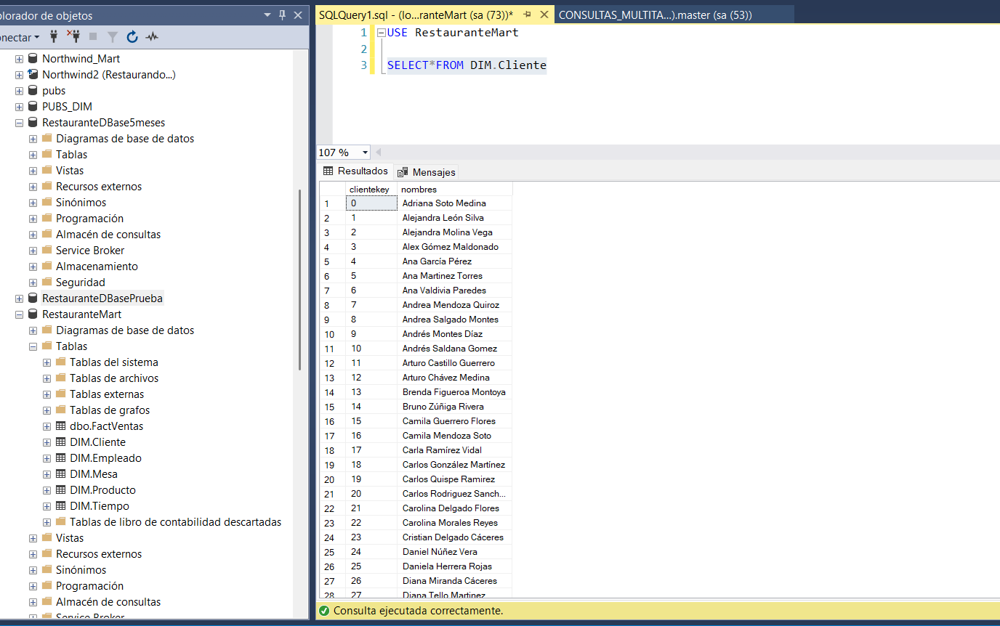 plorador de objetos
onectar
Northwind_Mart
Northwind2 (Restaurando...)
pubs
PUBS_DIM
RestauranteDBase5meses
Diagramas de base de datos
Tablas
Vistas
Recursos externos
Sinónimos
Programación
Almacén de consultas
Service Broker
Almacenamiento
Seguridad
RestauranteDBasePrueba
RestauranteMart
Diagramas de base de datos
Tablas
Tablas del sistema
Tablas de archivos
Tablas externas
Tablas de grafos
dbo.FactVentas
DIM.Cliente
DIM.Empleado
DIM.Mesa
DIM.Producto
DIM.Tiempo
Tablas de libro de contabilidad descartadas
Vistas
Recursos externos
Sinónimos
Programación
Almacén de consultas
Service Broker
SQLQuery1.sql - (lo...ranteMart (sa (73))* CONSULTAS_MULTITA...).master (sa (53))
1 USE RestauranteMart
2
3 SELECT*FROM DIM.Cliente
107 %
Resultados Mensajes
clientekey nombres
1 0 Adriana Soto Medina
2 1 Alejandra León Silva
3 2 Alejandra Molina Vega
4 3 Alex Gómez Maldonado
5 4 Ana García Pérez
6 5 Ana Martinez Torres
7 6 Ana Valdivia Paredes
8 7 Andrea Mendoza Quiroz
9 8 Andrea Salgado Montes
10 9 Andrés Montes Díaz
11 10 Andrés Saldana Gomez
12 11 Arturo Castillo Guerrero
13 12 Arturo Chávez Medina
14 13 Brenda Figueroa Montoya
15 14 Bruno Zúñiga Rivera
16 15 Camila Guerrero Flores
17 16 Camila Mendoza Soto
18 17 Carla Ramírez Vidal
19 18 Carlos González Martínez
20 19 Carlos Quispe Ramirez
21 20 Carlos Rodriguez Sanch...
22 21 Carolina Delgado Flores
23 22 Carolina Morales Reyes
24 23 Cristian Delgado Cáceres
25 24 Daniel Núñez Vera
26 25 Daniela Herrera Rojas
27 26 Diana Miranda Cáceres
28 27 Diana Tello Martinez
Consulta ejecutada correctamente.